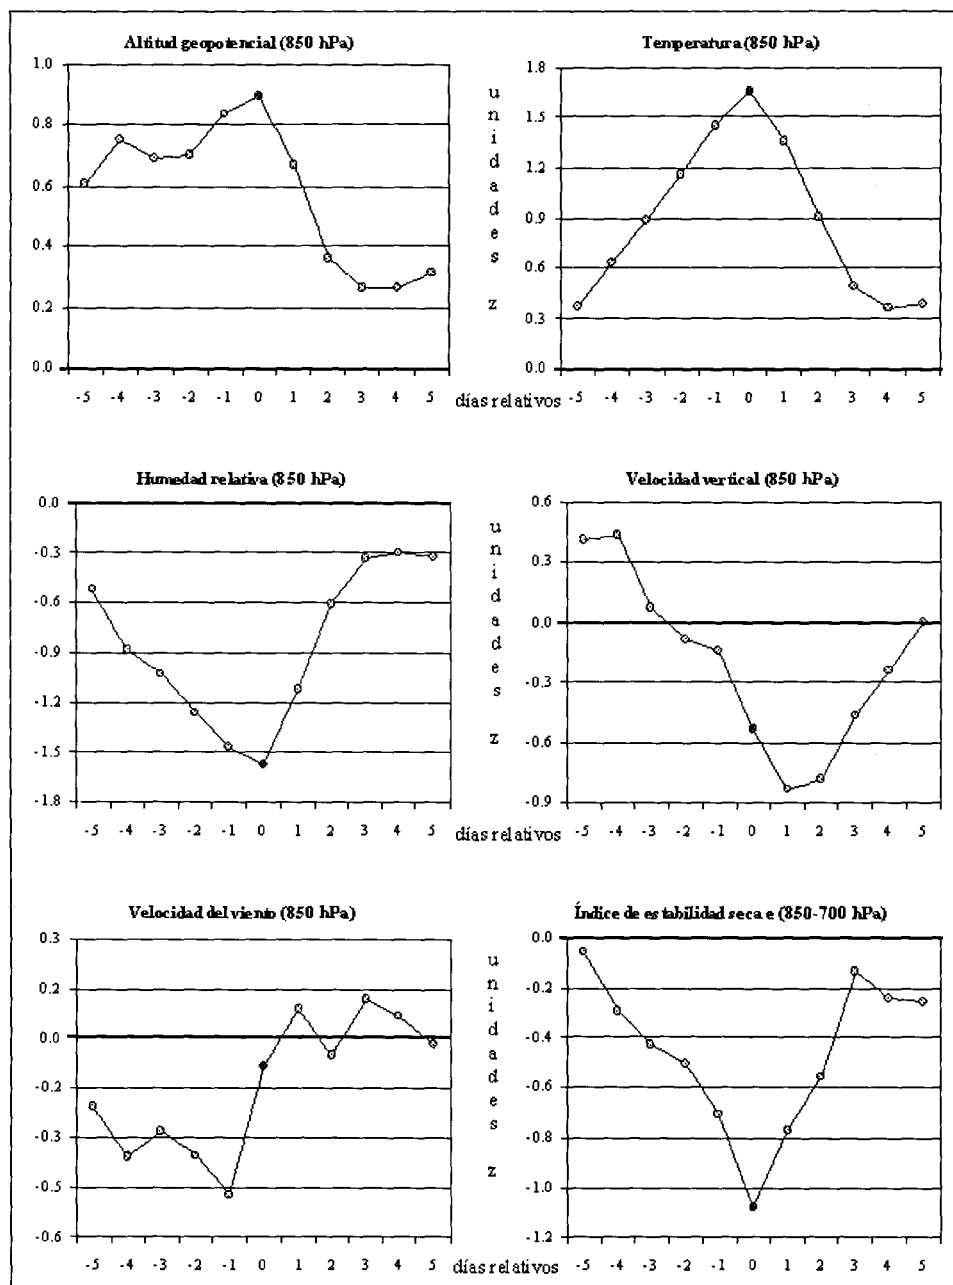 Altitud geopotencial (850 hPa)
1.0
0.8
0.6
0.4
0.2
0.0
-5 -4 -3 -2 -1 0 1 2 3 4 5
días relativos
Temperatura (850 hPa)
unidades z
1.8
1.5
1.2
0.9
0.6
0.3
0.0
-5 -4 -3 -2 -1 0 1 2 3 4 5
Humedad relativa (850 hPa)
0.0
-0.3
-0.6
-0.9
-1.2
-1.5
-1.8
-5 -4 -3 -2 -1 0 1 2 3 4 5
días relativos
Velocidad vertical (850 hPa)
unidades z
0.6
0.3
0.0
-0.3
-0.6
-0.9
-5 -4 -3 -2 -1 0 1 2 3 4 5
Velocidad del viento (850 hPa)
0.3
0.2
0.0
-0.2
-0.3
-0.5
-0.6
-5 -4 -3 -2 -1 0 1 2 3 4 5
días relativos
Índice de estabilidad seca e (850-700 hPa)
unidades z
0.0
-0.2
-0.4
-0.6
-0.8
-1.0
-1.2
-5 -4 -3 -2 -1 0 1 2 3 4 5